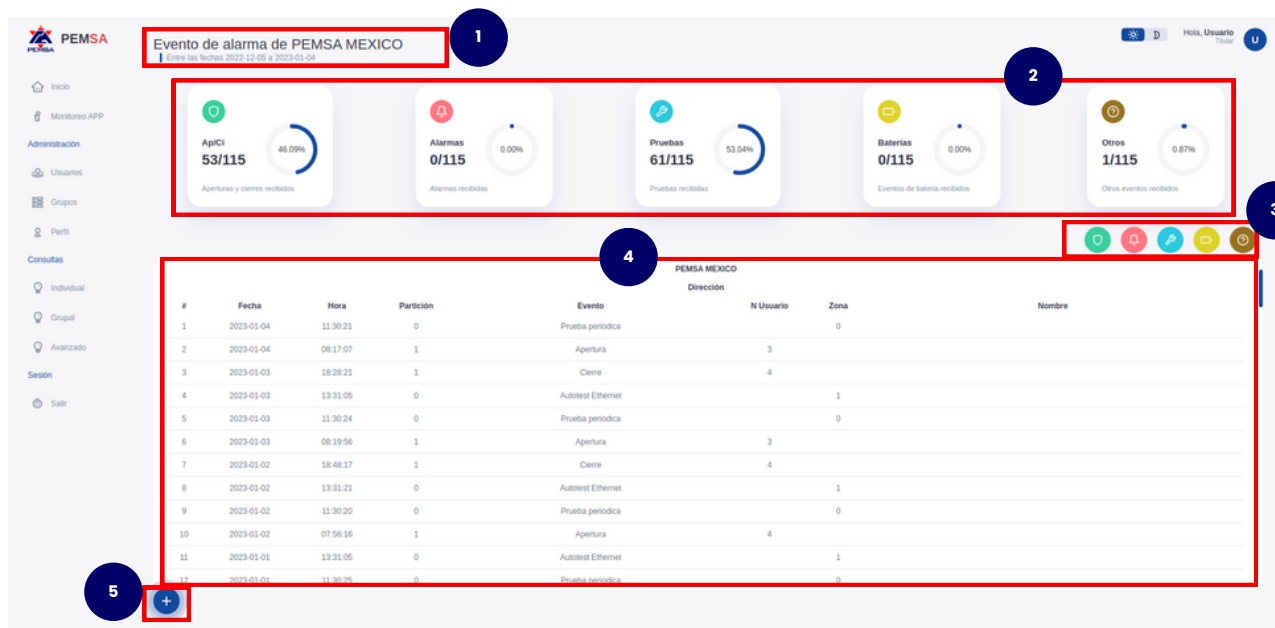 PEMSA
PEMSA
Evento de alarma de PEMSA MEXICO
Entre las fechas 2022-12-05 a 2023-01-04
1
D
Hola, Usuario
Titular
U
2
Inicio
Monitoreo APP
Administración
Usuarios
Grupos
Perfil
Consultas
Individual
Grupal
Avanzado
Sesión
Salir
Ap/Ci
53/115
46.09%
Aperturas y cierres recibidos
Alarmas
0/115
0.00%
Alarmas recibidas
Pruebas
61/115
53.04%
Pruebas recibidas
Baterias
0/115
0.00%
Eventos de bateria recibidos
Otros
1/115
0.87%
Otros eventos recibidos
3
4
PEMSA MEXICO
Dirección
# Fecha Hora Partición Evento N Usuario Zona Nombre
1 2023-01-04 11:30:21 0 Prueba periodica 0
2 2023-01-04 08:17:07 1 Apertura 3
3 2023-01-03 18:28:21 1 Cierre 4
4 2023-01-03 13:31:05 0 Autotest Ethernet 1
5 2023-01-03 11:30:24 0 Prueba periodica 0
6 2023-01-03 08:19:56 1 Apertura 3
7 2023-01-02 18:48:17 1 Cierre 4
8 2023-01-02 13:31:21 0 Autotest Ethernet 1
9 2023-01-02 11:30:20 0 Prueba periodica 0
10 2023-01-02 07:56:16 1 Apertura 4
11 2023-01-01 13:31:05 0 Autotest Ethernet 1
12 2023-01-01 11:30:25 0 Prueba periodica 0
5
+